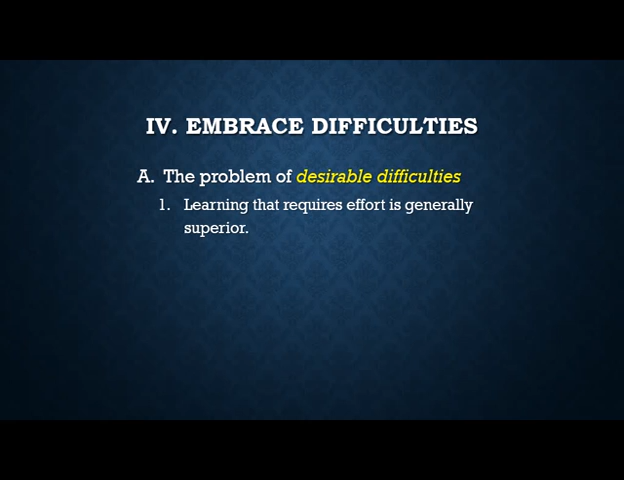 IV. EMBRACE DIFFICULTIES
A. The problem of desirable difficulties
1. Learning that requires effort is generally
superior.